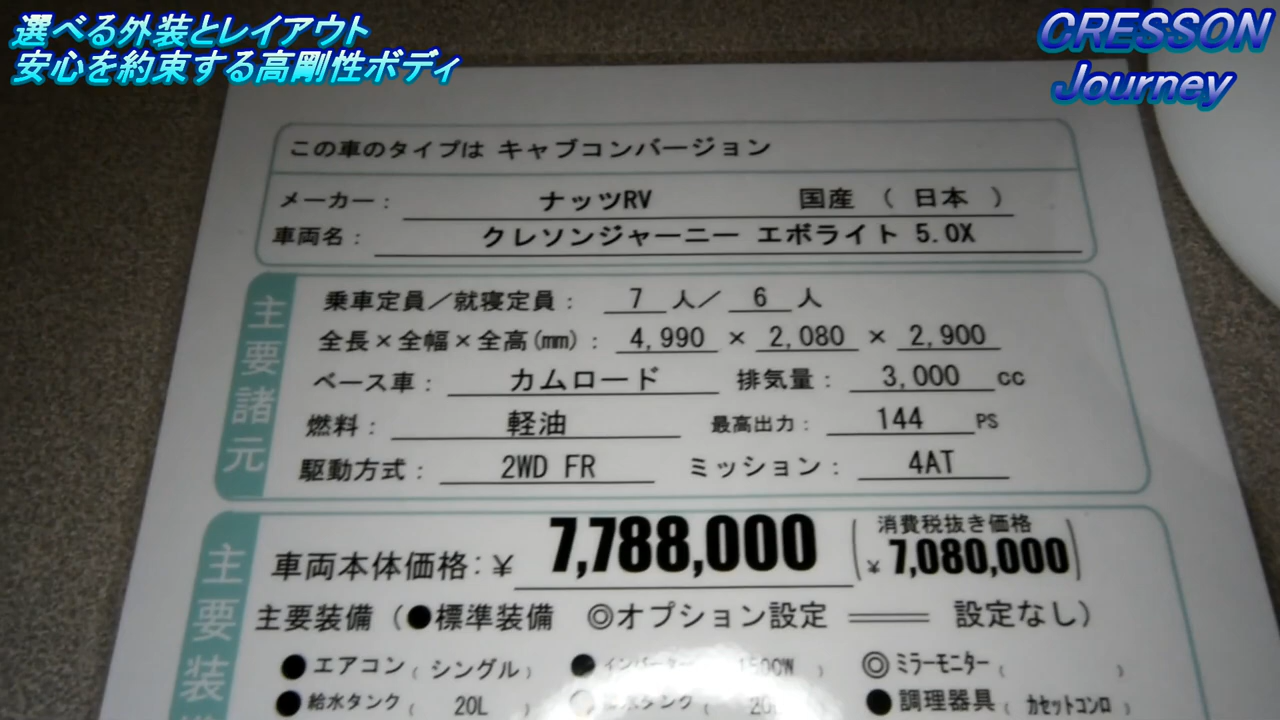 選べる外装とレイアウト
安心を約束する高剛性ボディ
CRESSON
Journey
この車のタイプは キャブコンバージョン
メーカー： ナッツRV 国産 （ 日本 ）
車両名： クレソンジャーニー エボライト 5.0X
主要諸元
乗車定員／就寝定員： 7 人／ 6 人
全長×全幅×全高(mm)： 4,990 × 2,080 × 2,900
ベース車： カムロード 排気量： 3,000 cc
燃料： 軽油 最高出力： 144 PS
駆動方式： 2WD FR ミッション： 4AT
主要装
車両本体価格：￥ 7,788,000 (消費税抜き価格 ￥7,080,000)
主要装備（●標準装備 ◎オプション設定 ═══ 設定なし）
●エアコン（ シングル ） ●インバーター 1500W ） ◎ミラーモニター（ ）
●給水タンク（ 20L ） タンク（ 20L ●調理器具（ カセットコンロ ）